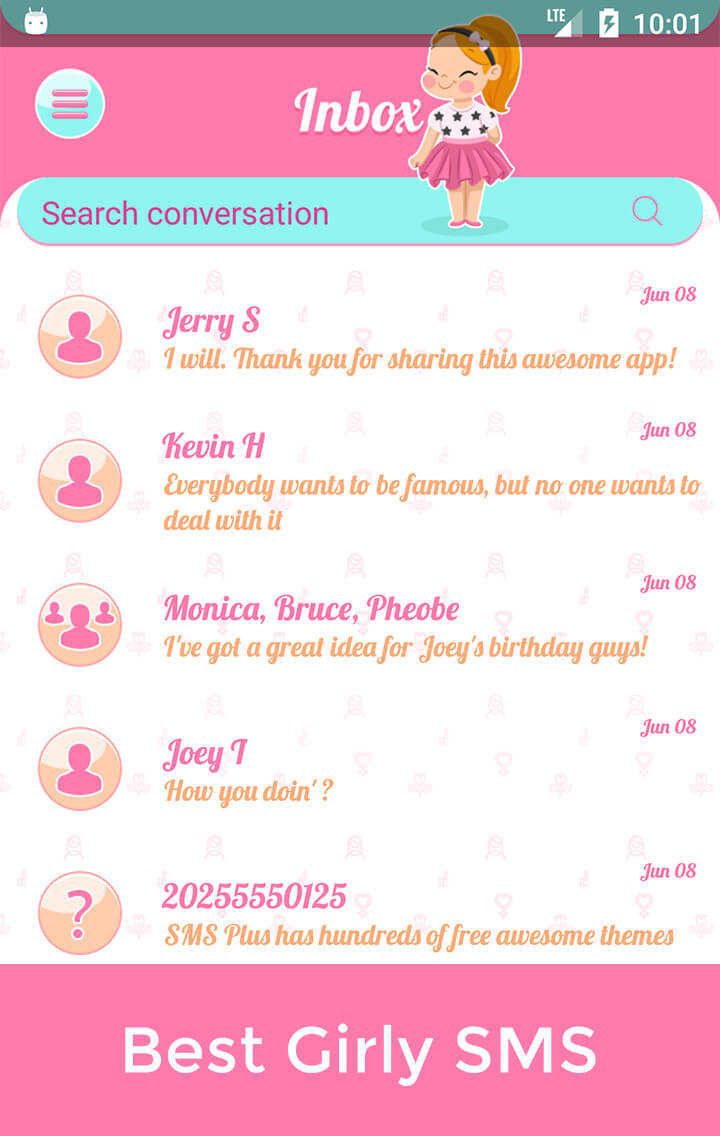 LTE 10:01
Inbox
Search conversation
Jun 08
Jerry S
I will. Thank you for sharing this awesome app!
Jun 08
Kevin H
Everybody wants to be famous, but no one wants to
deal with it
Jun 08
Monica, Bruce, Pheobe
I've got a great idea for Joey's birthday guys!
Jun 08
Joey T
How you doin' ?
Jun 08
?
20255550125
SMS Plus has hundreds of free awesome themes
Best Girly SMS